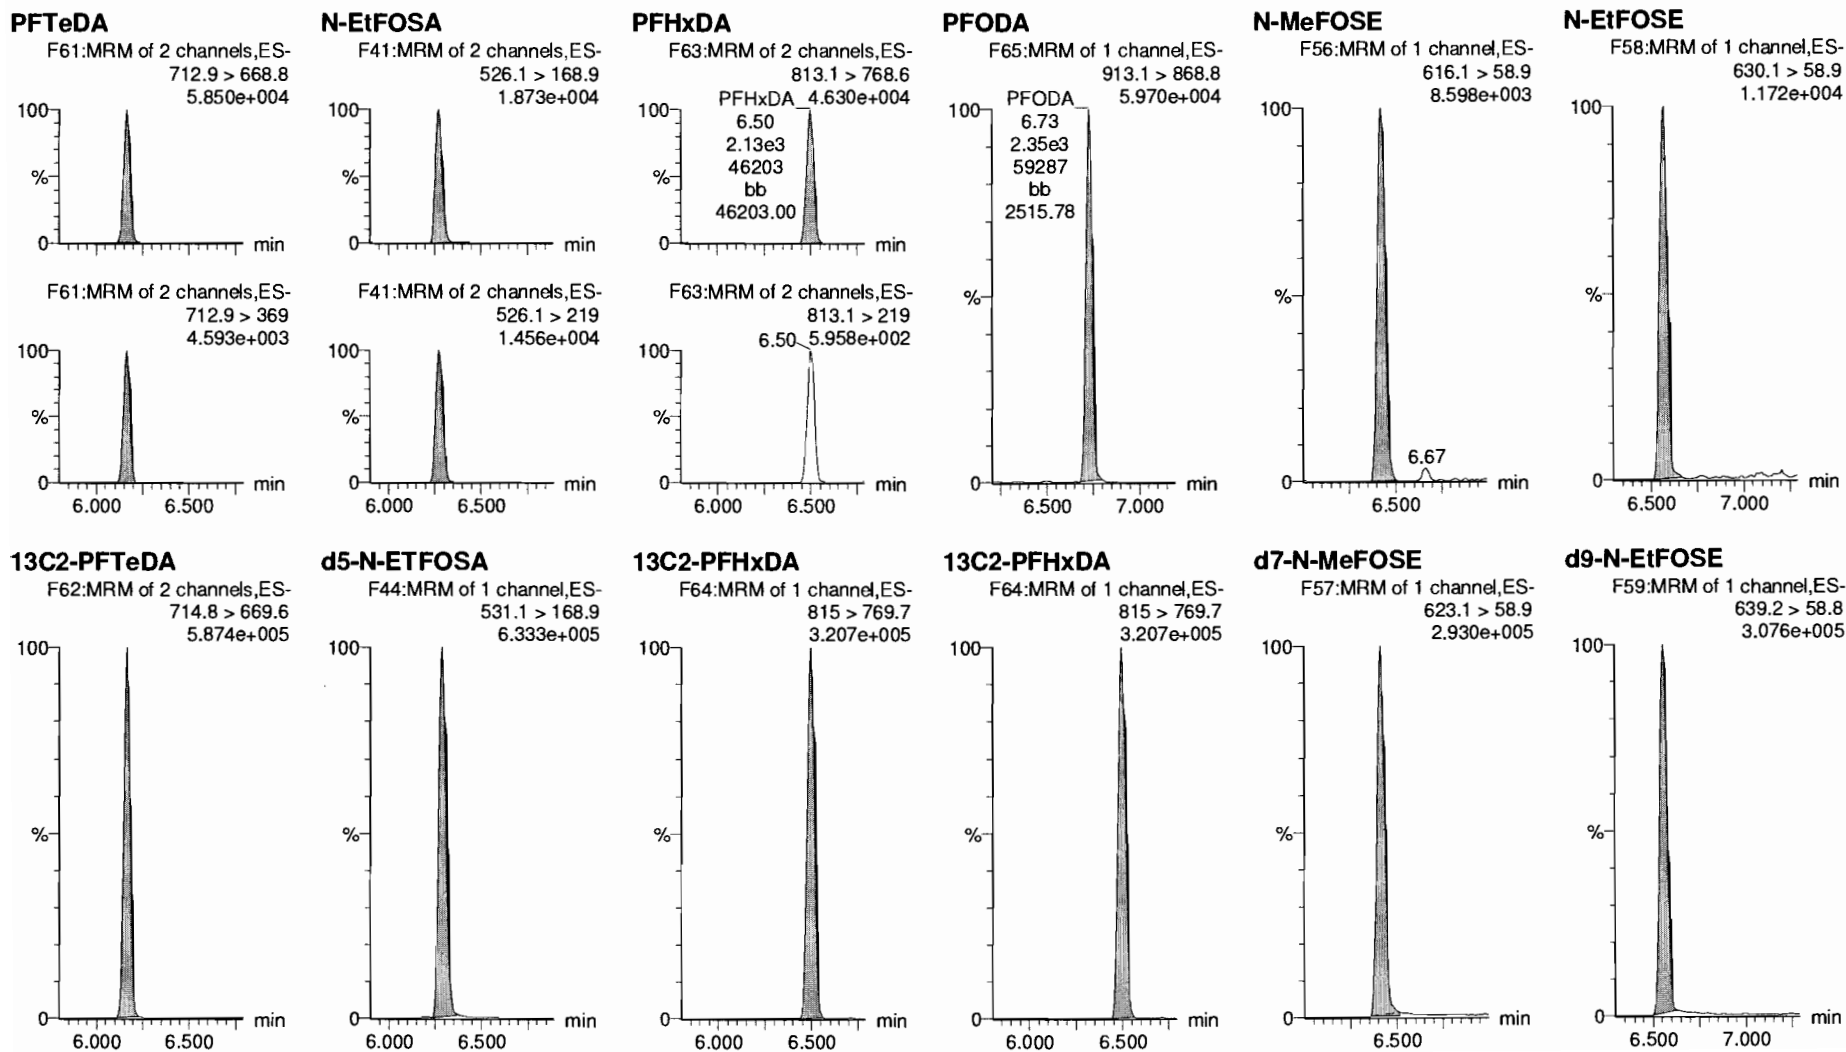 PFTeDA
F61:MRM of 2 channels,ES-
712.9 > 668.8
5.850e+004
100
%
0
min
F61:MRM of 2 channels,ES-
712.9 > 369
4.593e+003
100
%
0
min
6.000 6.500
N-EtFOSA
F41:MRM of 2 channels,ES-
526.1 > 168.9
1.873e+004
100
%
0
min
F41:MRM of 2 channels,ES-
526.1 > 219
1.456e+004
100
%
0
min
6.000 6.500
PFHxDA
F63:MRM of 2 channels,ES-
813.1 > 768.6
PFHxDA 4.630e+004
100
6.50
2.13e3
46203
bb
46203.00
%
0
min
F63:MRM of 2 channels,ES-
813.1 > 219
6.50 5.958e+002
100
%
0
min
6.000 6.500
PFODA
F65:MRM of 1 channel,ES-
913.1 > 868.8
PFODA 5.970e+004
100
6.73
2.35e3
59287
bb
2515.78
%
0
min
6.500 7.000
N-MeFOSE
F56:MRM of 1 channel,ES-
616.1 > 58.9
8.598e+003
100
%
6.67
0
min
6.500
N-EtFOSE
F58:MRM of 1 channel,ES-
630.1 > 58.9
1.172e+004
100
%
0
min
6.500 7.000
13C2-PFTeDA
F62:MRM of 2 channels,ES-
714.8 > 669.6
5.874e+005
100
%
0
min
6.000 6.500
d5-N-ETFOSA
F44:MRM of 1 channel,ES-
531.1 > 168.9
6.333e+005
100
%
0
min
6.000 6.500
13C2-PFHxDA
F64:MRM of 1 channel,ES-
815 > 769.7
3.207e+005
100
%
0
min
6.000 6.500
13C2-PFHxDA
F64:MRM of 1 channel,ES-
815 > 769.7
3.207e+005
100
%
0
min
6.000 6.500
d7-N-MeFOSE
F57:MRM of 1 channel,ES-
623.1 > 58.9
2.930e+005
100
%
0
min
6.500
d9-N-EtFOSE
F59:MRM of 1 channel,ES-
639.2 > 58.8
3.076e+005
100
%
0
min
6.500 7.000